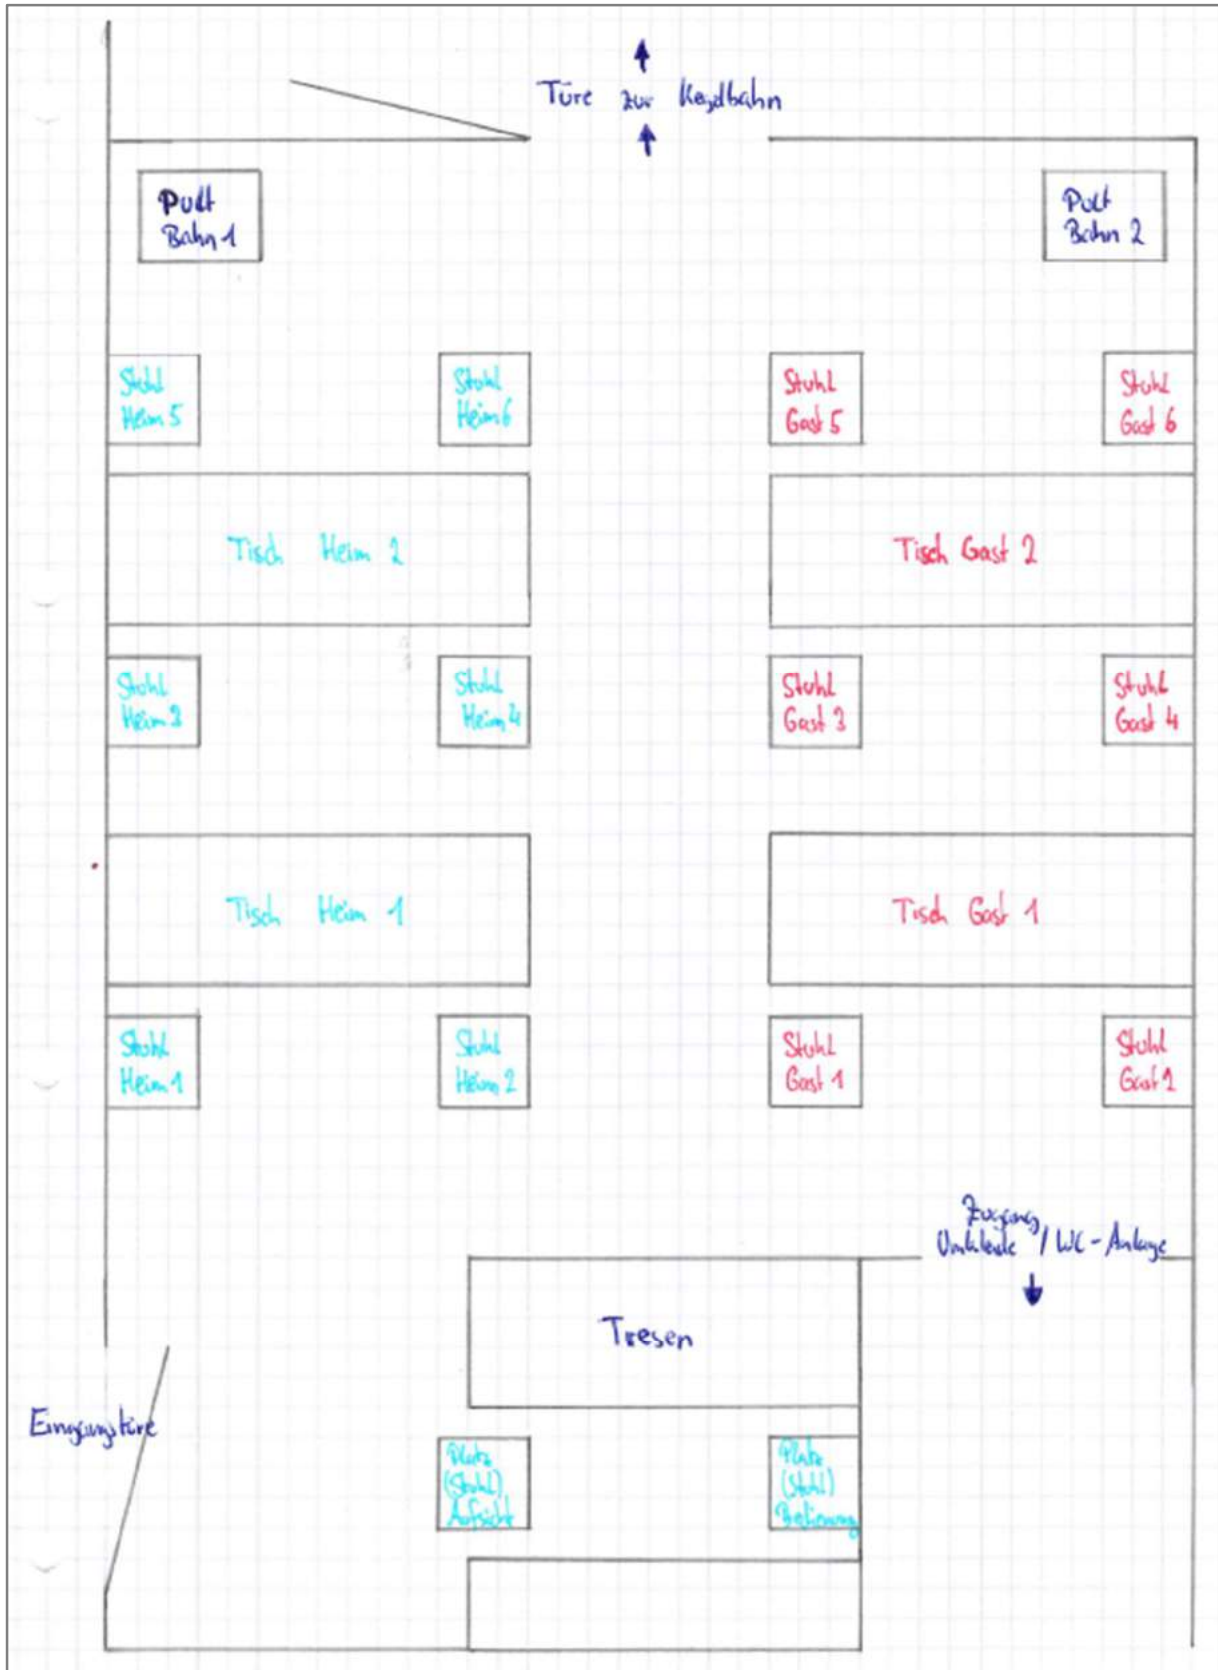 Türe zur Kegelbahn
Pult
Bahn 1
Pult
Bahn 2
Stuhl
Heim 5
Stuhl
Heim 6
Stuhl
Gast 5
Stuhl
Gast 6
Tisch Heim 2
Tisch Gast 2
Stuhl
Heim 3
Stuhl
Heim 4
Stuhl
Gast 3
Stuhl
Gast 4
Tisch Heim 1
Tisch Gast 1
Stuhl
Heim 1
Stuhl
Heim 2
Stuhl
Gast 1
Stuhl
Gast 2
Zugang
Umkleide / WC-Anlage
Tresen
Eingangstüre
Platz
(Stuhl)
Aufsicht
Platz
(Stuhl)
Bedienung